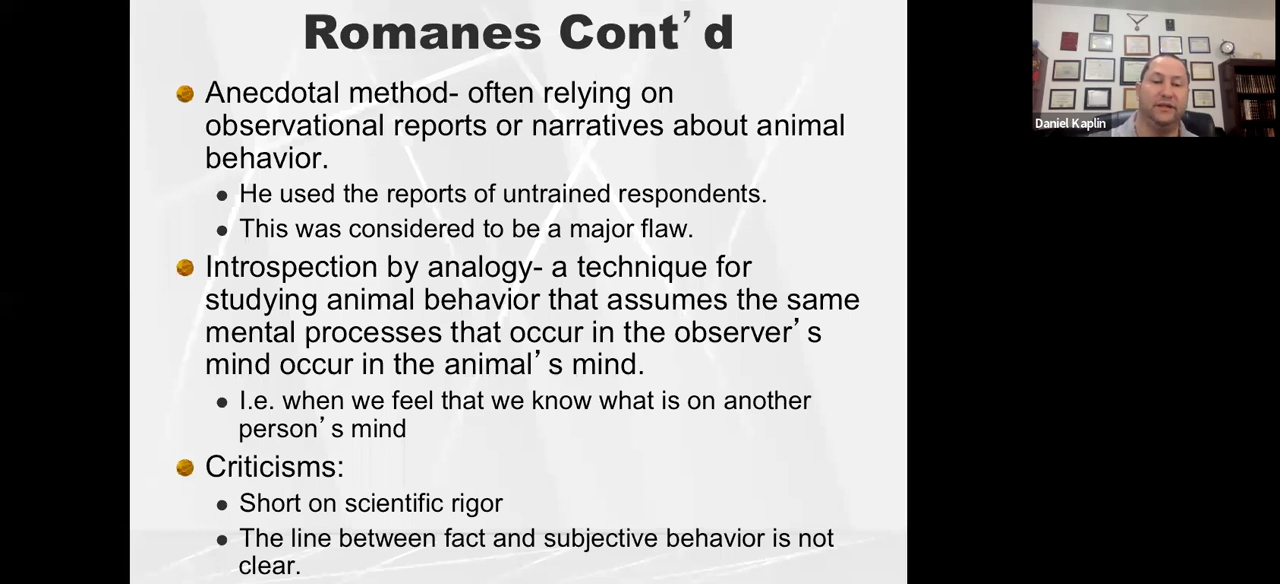 Romanes Cont’d
Anecdotal method- often relying on
observational reports or narratives about animal
behavior.
He used the reports of untrained respondents.
This was considered to be a major flaw.
Introspection by analogy- a technique for
studying animal behavior that assumes the same
mental processes that occur in the observer’s
mind occur in the animal’s mind.
I.e. when we feel that we know what is on another
person’s mind
Criticisms:
Short on scientific rigor
The line between fact and subjective behavior is not
clear.
Daniel Kaplin